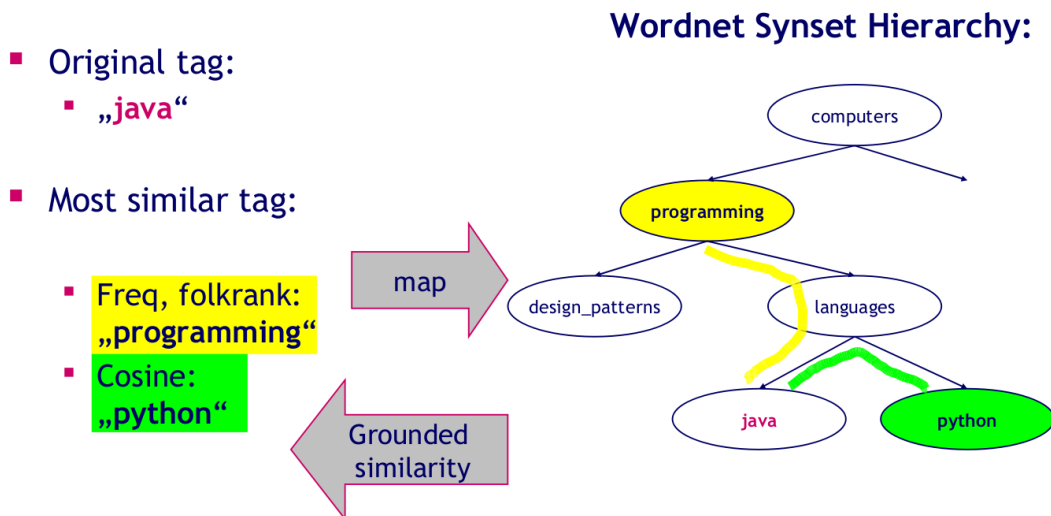 Wordnet Synset Hierarchy:
Original tag:
„java“
Most similar tag:
Freq, folkrank:
„programming“
Cosine:
„python“
map
Grounded
similarity
computers
programming
design_patterns
languages
java
python